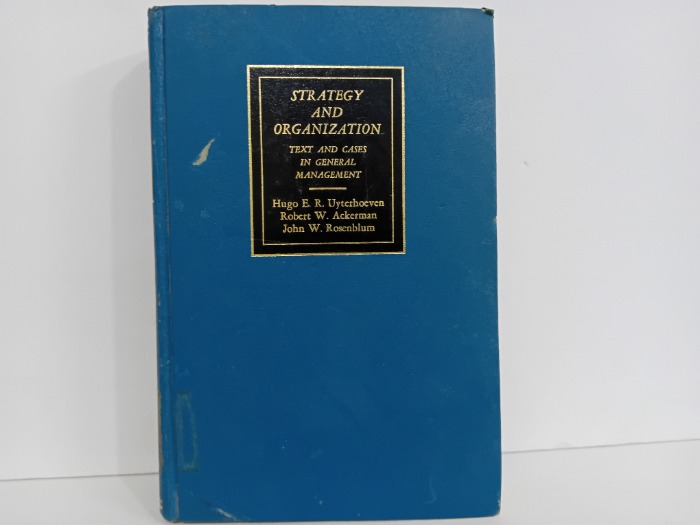 STRATEGY
AND
ORGANIZATION
TEXT AND CASES
IN GENERAL
MANAGEMENT
Hugo E. R. Uyterhoeven
Robert W. Ackerman
John W. Rosenblum